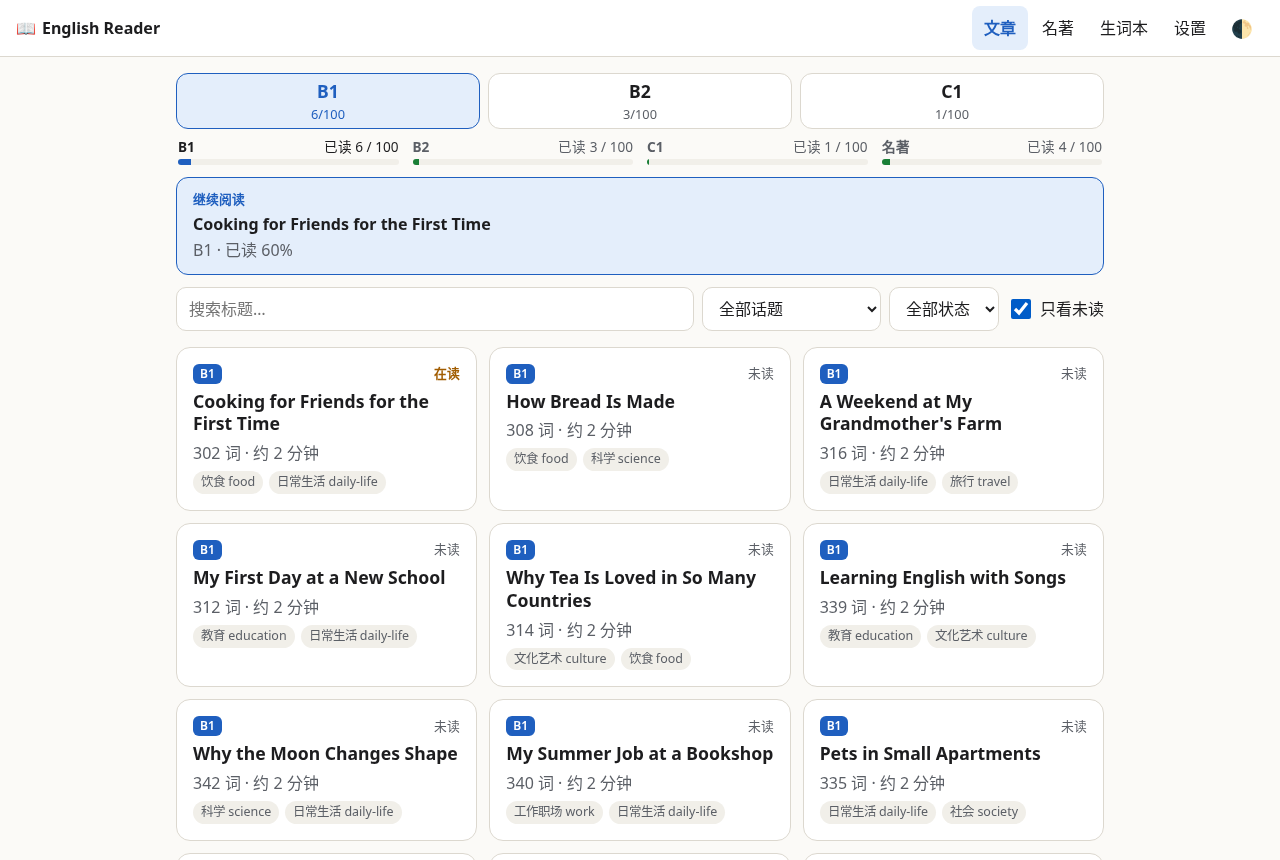 📖 English Reader
文章 名著 生词本 设置 🌓
B1
6/100
B2
3/100
C1
1/100
B1 已读 6 / 100
B2 已读 3 / 100
C1 已读 1 / 100
名著 已读 4 / 100
继续阅读
Cooking for Friends for the First Time
B1 · 已读 60%
搜索标题...
全部话题
全部状态
只看未读
B1 在读
Cooking for Friends for the
First Time
302 词 · 约 2 分钟
饮食 food 日常生活 daily-life
B1 未读
How Bread Is Made
308 词 · 约 2 分钟
饮食 food 科学 science
B1 未读
A Weekend at My
Grandmother's Farm
316 词 · 约 2 分钟
日常生活 daily-life 旅行 travel
B1 未读
My First Day at a New School
312 词 · 约 2 分钟
教育 education 日常生活 daily-life
B1 未读
Why Tea Is Loved in So Many
Countries
314 词 · 约 2 分钟
文化艺术 culture 饮食 food
B1 未读
Learning English with Songs
339 词 · 约 2 分钟
教育 education 文化艺术 culture
B1 未读
Why the Moon Changes Shape
342 词 · 约 2 分钟
科学 science 日常生活 daily-life
B1 未读
My Summer Job at a Bookshop
340 词 · 约 2 分钟
工作职场 work 日常生活 daily-life
B1 未读
Pets in Small Apartments
335 词 · 约 2 分钟
日常生活 daily-life 社会 society